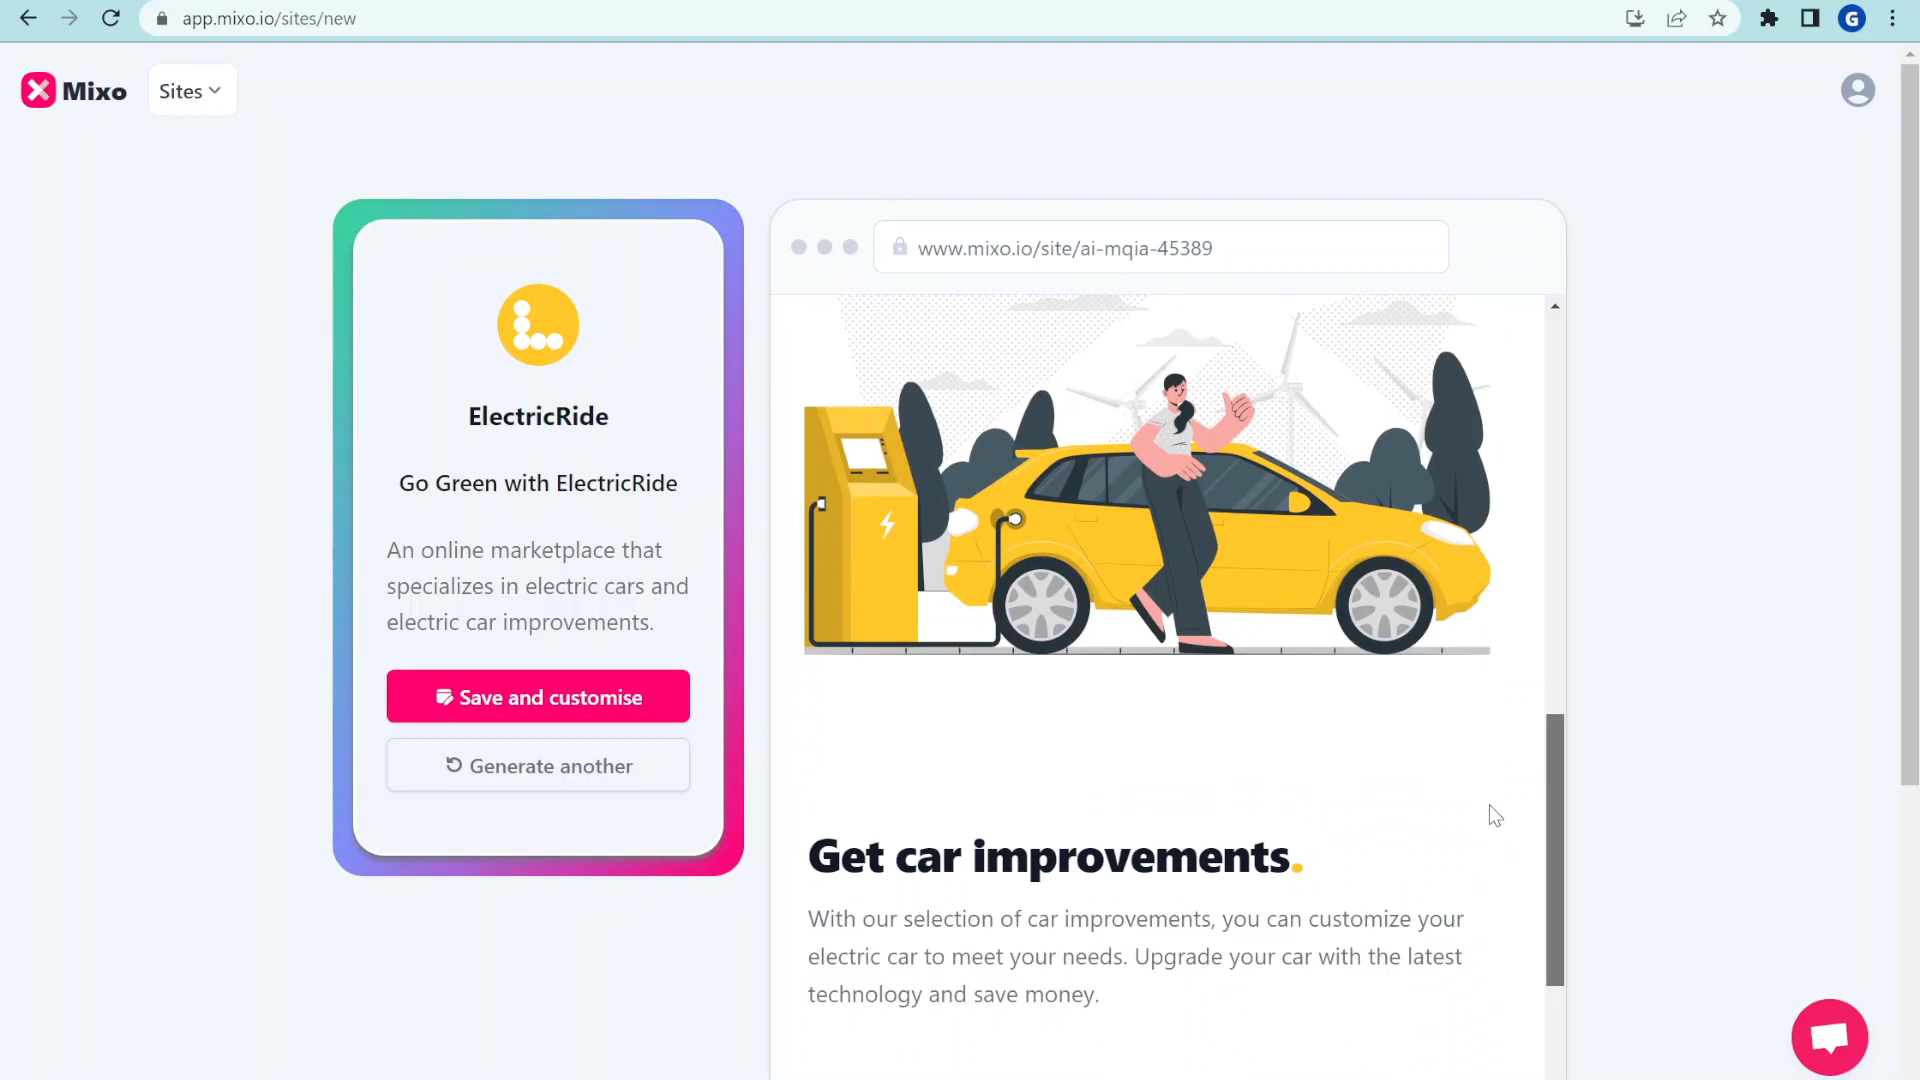 app.mixo.io/sites/new
G
Mixo
Sites
www.mixo.io/site/ai-mqia-45389
ElectricRide
Go Green with ElectricRide
An online marketplace that
specializes in electric cars and
electric car improvements.
Save and customise
Generate another
Get car improvements.
With our selection of car improvements, you can customize your
electric car to meet your needs. Upgrade your car with the latest
technology and save money.